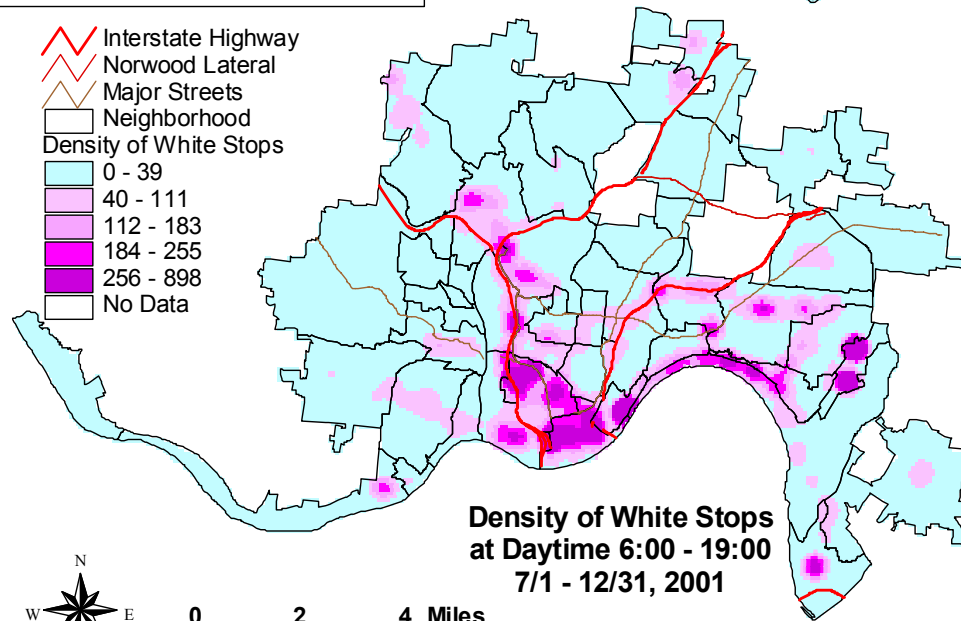 Interstate Highway
Norwood Lateral
Major Streets
Neighborhood
Density of White Stops
0 - 39
40 - 111
112 - 183
184 - 255
256 - 898
No Data
Density of White Stops
at Daytime 6:00 - 19:00
7/1 - 12/31, 2001
N
W E
0 2 4 Miles